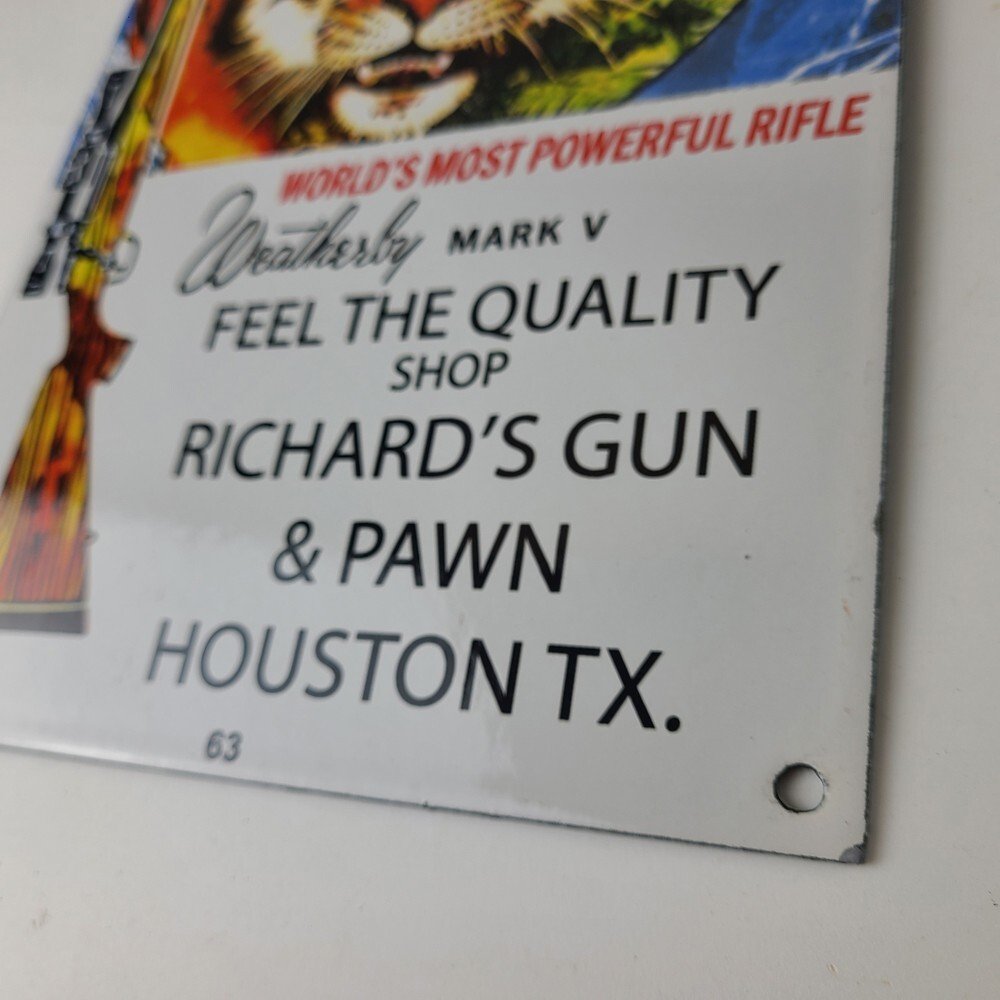 WORLD'S MOST POWERFUL RIFLE
Weatherby MARK V
FEEL THE QUALITY
SHOP
RICHARD'S GUN
& PAWN
HOUSTON TX.
63